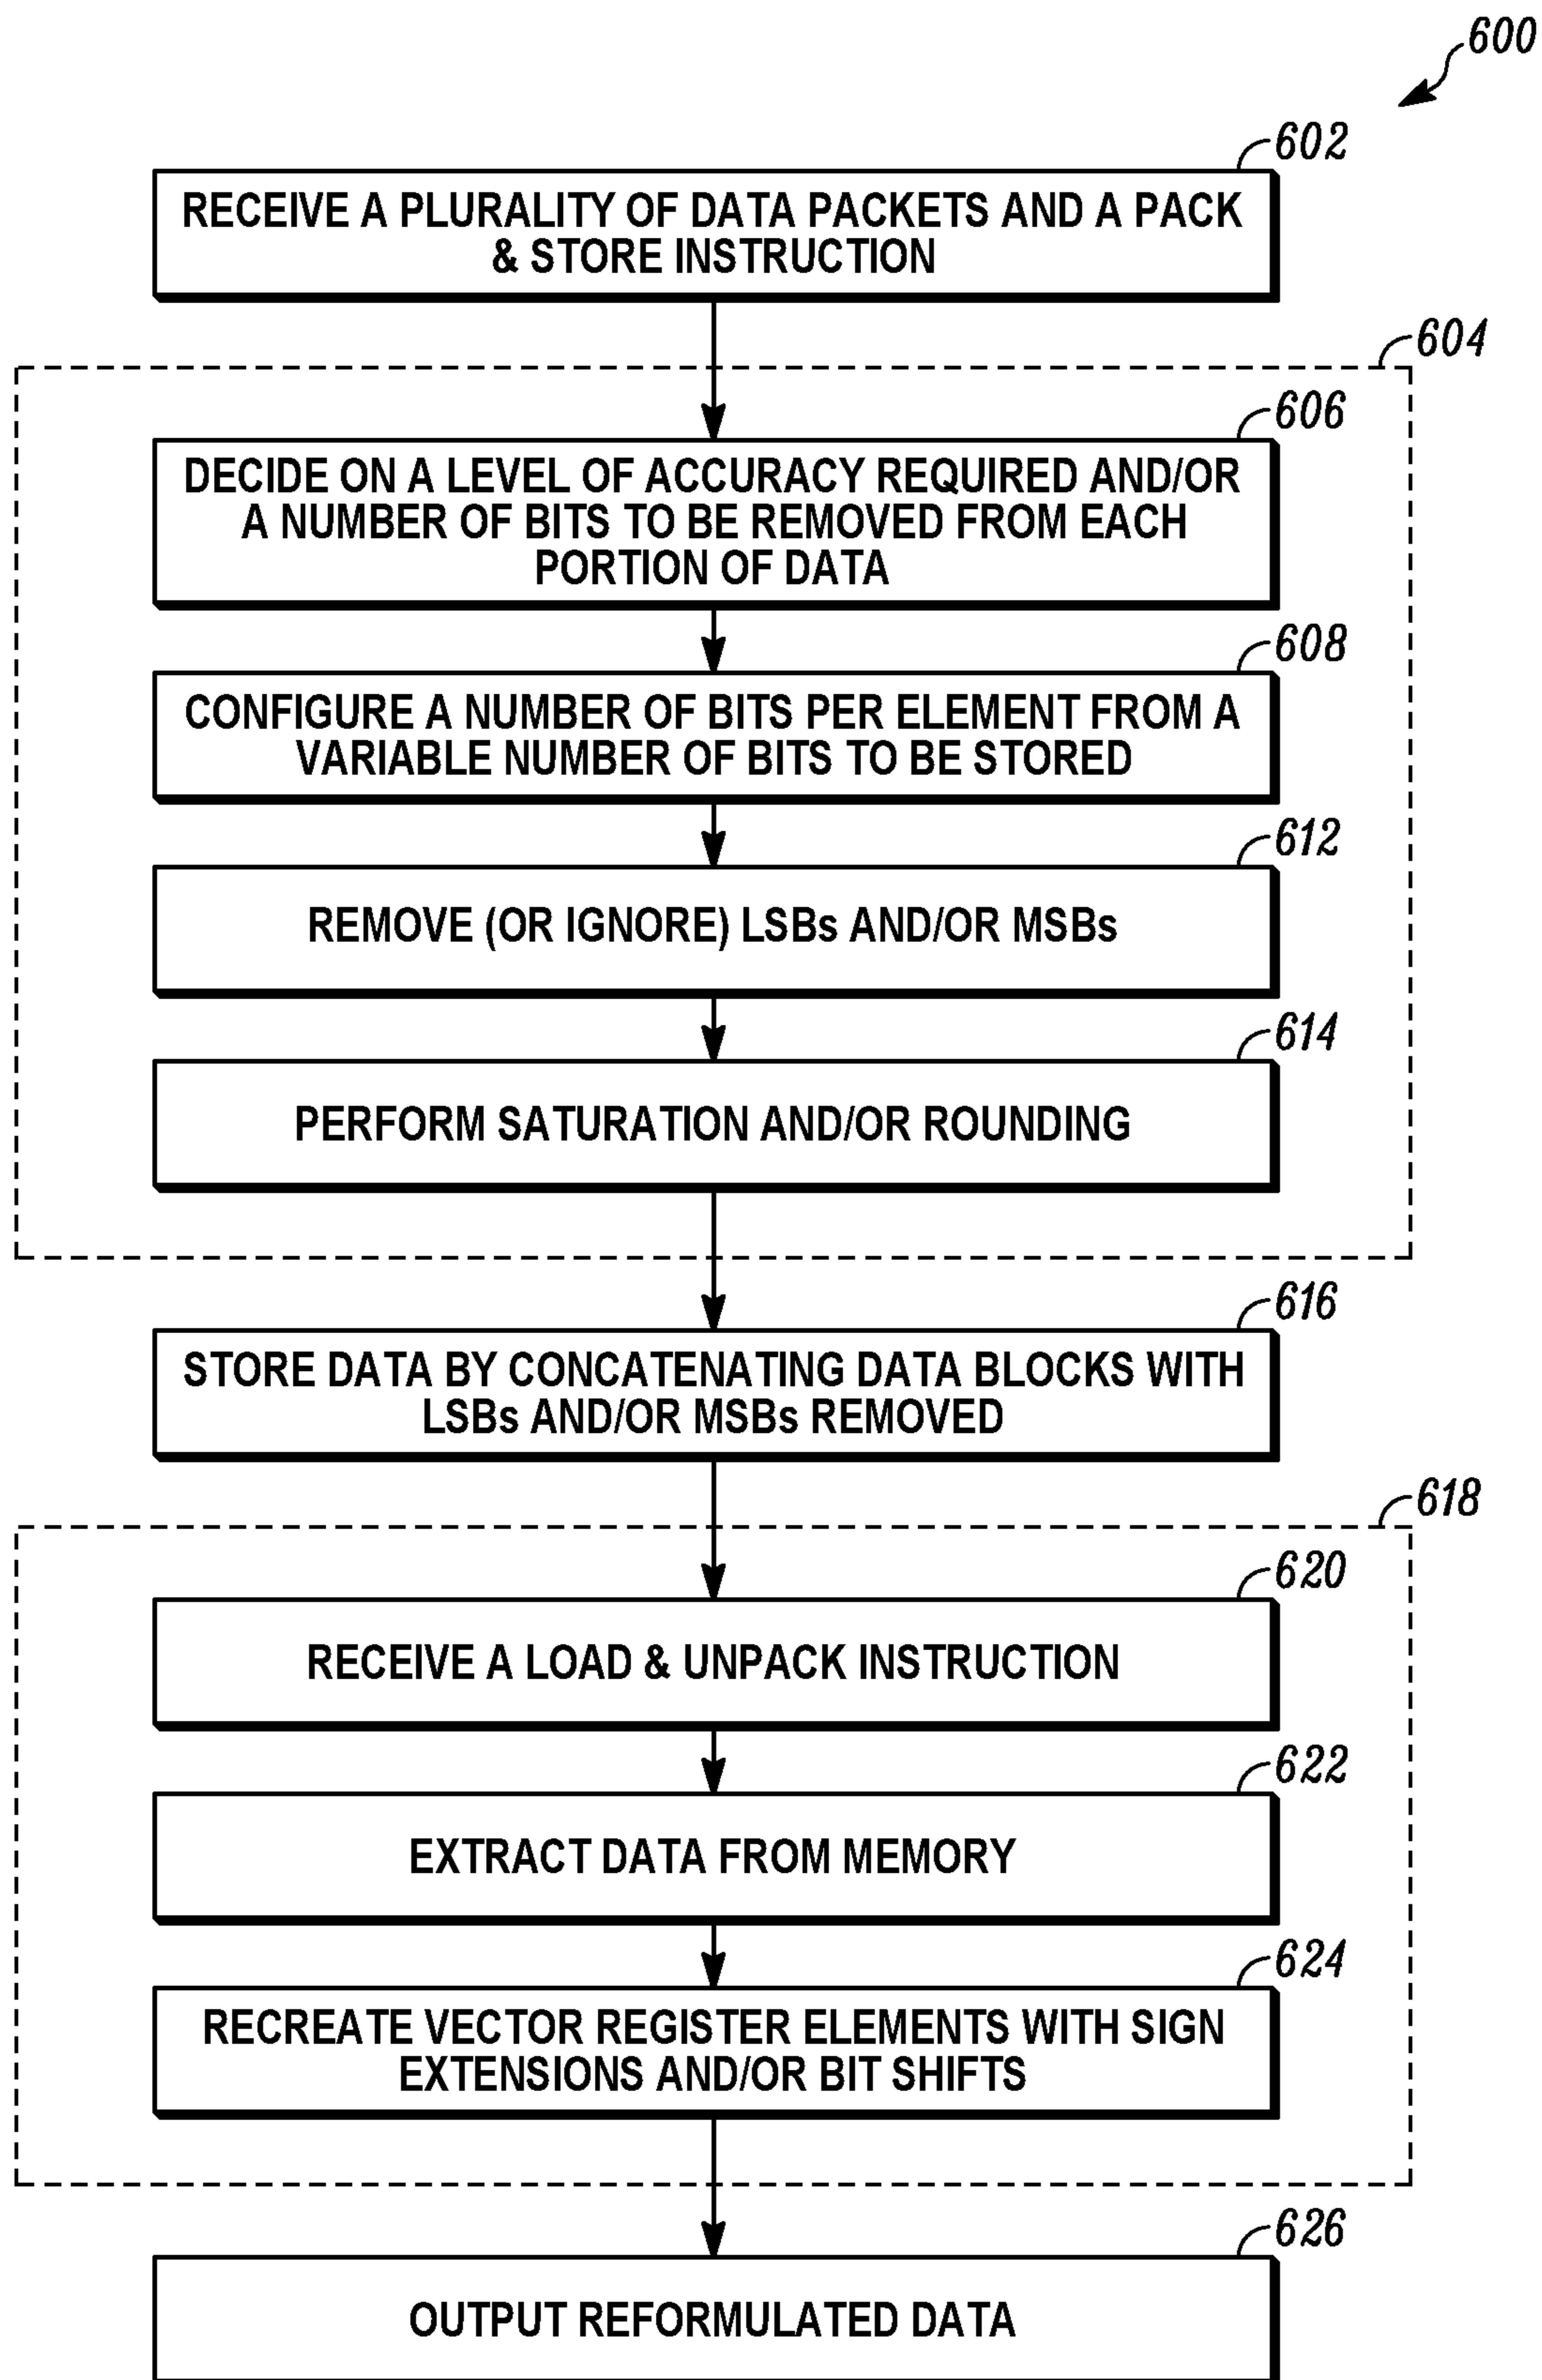 600
602
RECEIVE A PLURALITY OF DATA PACKETS AND A PACK
& STORE INSTRUCTION
604
606
DECIDE ON A LEVEL OF ACCURACY REQUIRED AND/OR
A NUMBER OF BITS TO BE REMOVED FROM EACH
PORTION OF DATA
608
CONFIGURE A NUMBER OF BITS PER ELEMENT FROM A
VARIABLE NUMBER OF BITS TO BE STORED
612
REMOVE (OR IGNORE) LSBs AND/OR MSBs
614
PERFORM SATURATION AND/OR ROUNDING
616
STORE DATA BY CONCATENATING DATA BLOCKS WITH
LSBs AND/OR MSBs REMOVED
618
620
RECEIVE A LOAD & UNPACK INSTRUCTION
622
EXTRACT DATA FROM MEMORY
624
RECREATE VECTOR REGISTER ELEMENTS WITH SIGN
EXTENSIONS AND/OR BIT SHIFTS
626
OUTPUT REFORMULATED DATA